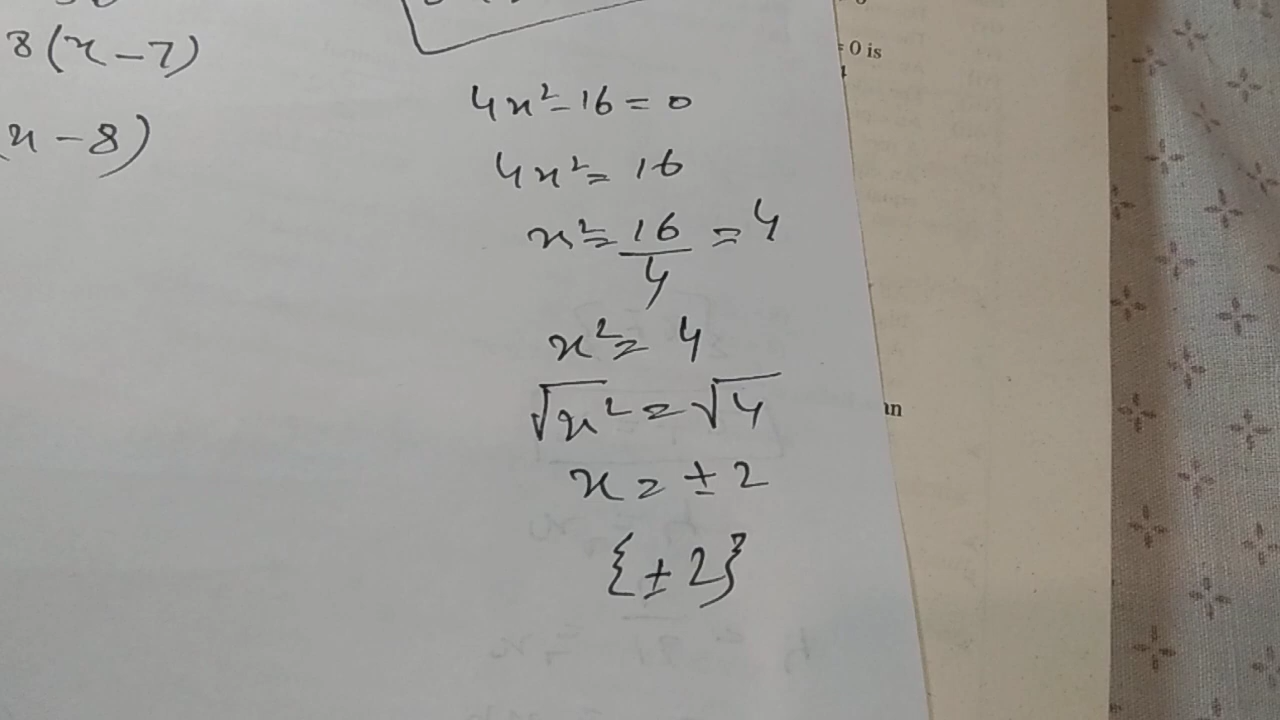 8(x-7)
x-8)
4x²-16=0
4x²=16
x²=16/4=4
x²=4
√x²=√4
x=±2
{±2}
=0 is